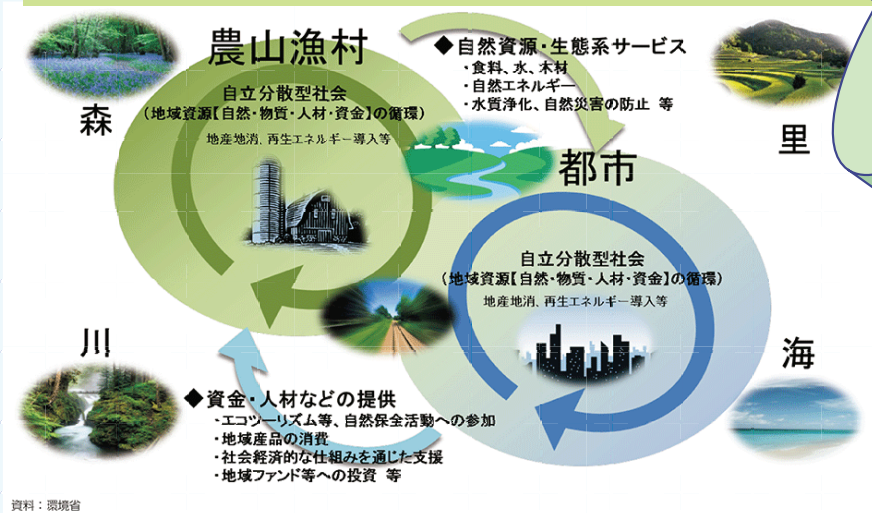 農山漁村
自立分散型社会
(地域資源【自然・物質・人材・資金】の循環)
地産地消、再生エネルギー導入等
◆自然資源・生態系サービス
・食料、水、木材
・自然エネルギー
・水質浄化、自然災害の防止 等
森
里
都市
自立分散型社会
(地域資源【自然・物質・人材・資金】の循環)
地産地消、再生エネルギー導入等
川
海
◆資金・人材などの提供
・エコツーリズム等、自然保全活動への参加
・地域産品の消費
・社会経済的な仕組みを通じた支援
・地域ファンド等への投資 等
資料：環境省